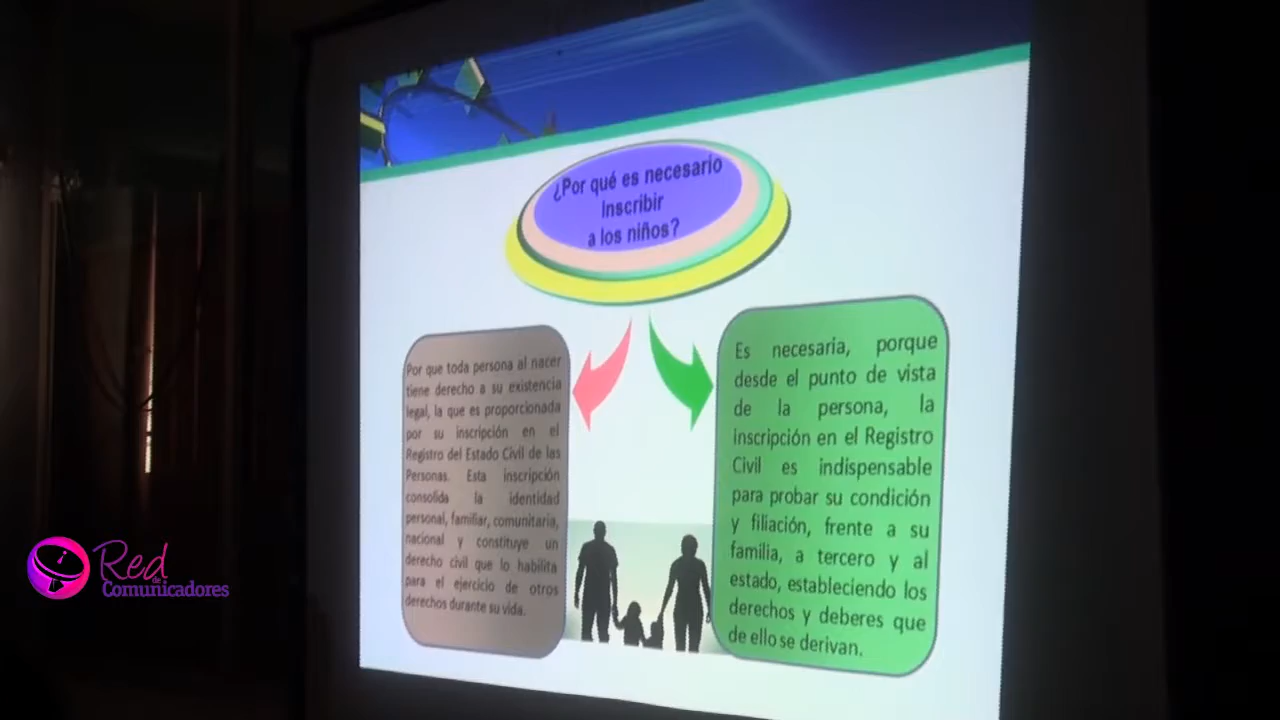 ¿Por qué es necesario
Inscribir
a los niños?
Por que toda persona al nacer
tiene derecho a su existencia
legal, la que es proporcionada
por su inscripción en el
Registro del Estado Civil de las
Personas. Esta inscripción
consolida la identidad
personal, familiar, comunitaria,
nacional y constituye un
derecho civil que lo habilita
para el ejercicio de otros
derechos durante su vida.
Es necesaria, porque
desde el punto de vista
de la persona, la
inscripción en el Registro
Civil es indispensable
para probar su condición
y filiación, frente a su
familia, a tercero y al
estado, estableciendo los
derechos y deberes que
de ello se derivan.
Red
de
Comunicadores